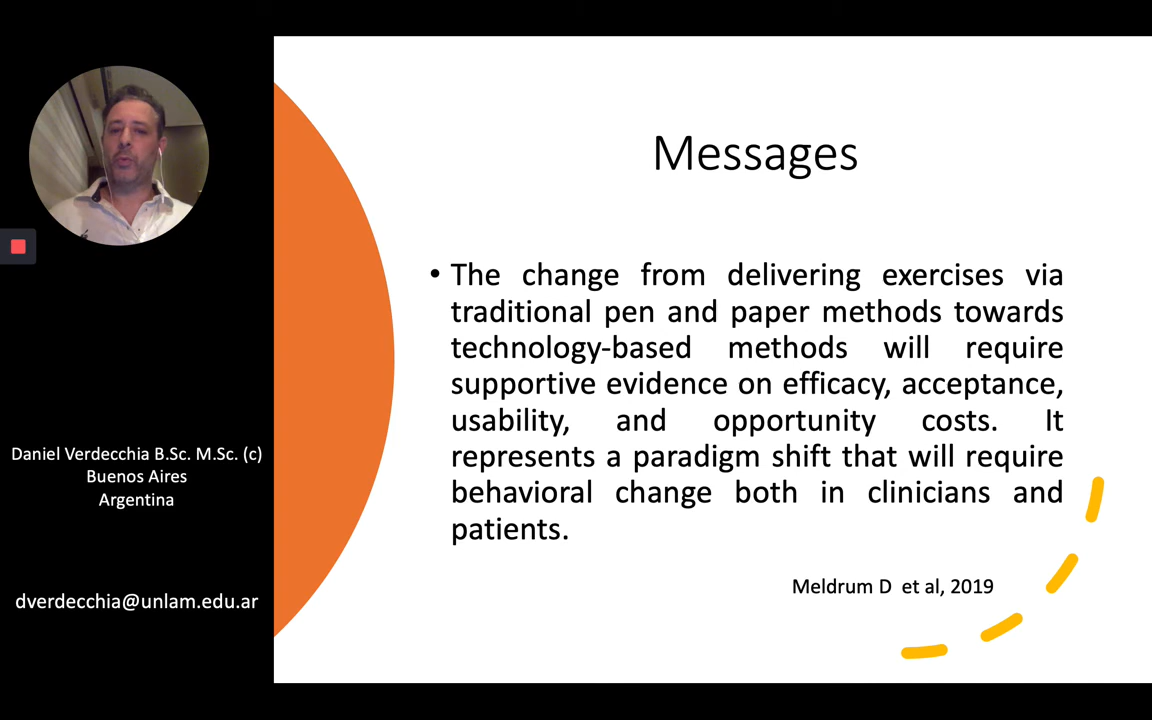 Messages
• The change from delivering exercises via
traditional pen and paper methods towards
technology-based methods will require
supportive evidence on efficacy, acceptance,
usability, and opportunity costs. It
represents a paradigm shift that will require
behavioral change both in clinicians and
patients.
Meldrum D et al, 2019
Daniel Verdecchia B.Sc. M.Sc. (c)
Buenos Aires
Argentina
dverdecchia@unlam.edu.ar